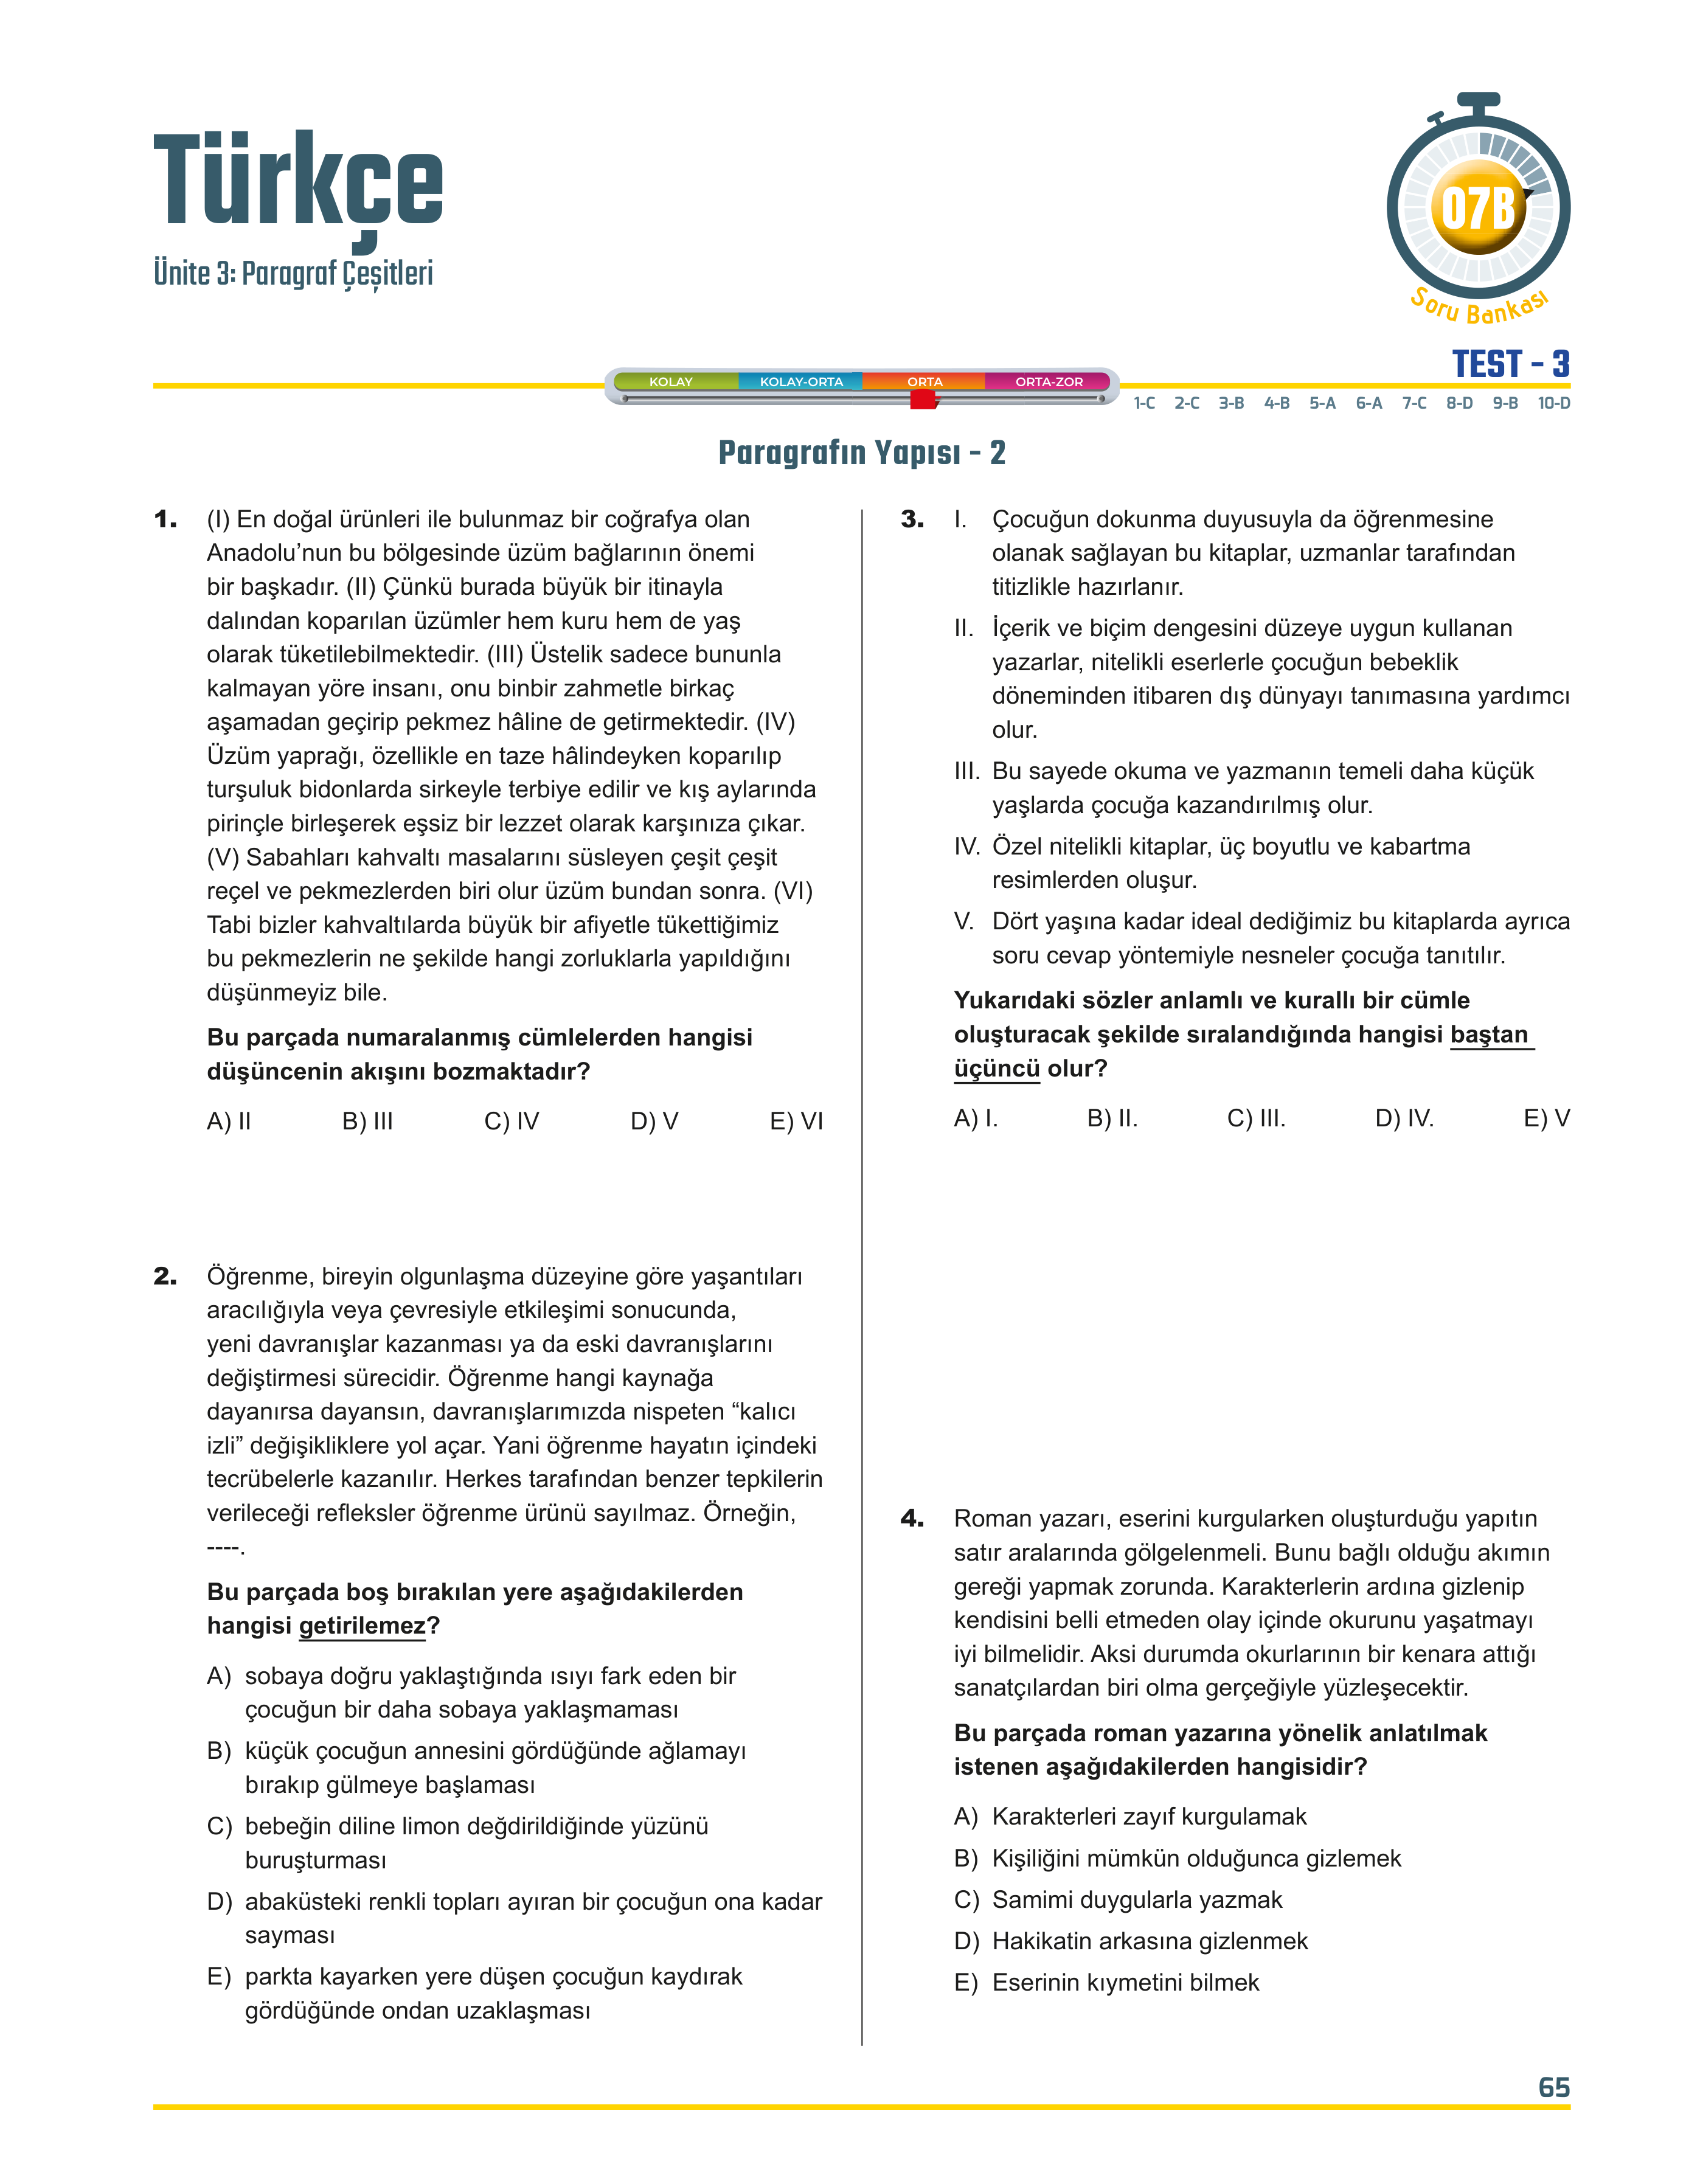 Türkçe
Ünite 3: Paragraf Çeşitleri
07B
Soru Bankası
TEST - 3
KOLAY KOLAY-ORTA ORTA ORTA-ZOR
1-C 2-C 3-B 4-B 5-A 6-A 7-C 8-D 9-B 10-D
Paragrafın Yapısı - 2
1. (I) En doğal ürünleri ile bulunmaz bir coğrafya olan
Anadolu’nun bu bölgesinde üzüm bağlarının önemi
bir başkadır. (II) Çünkü burada büyük bir itinayla
dalından koparılan üzümler hem kuru hem de yaş
olarak tüketilebilmektedir. (III) Üstelik sadece bununla
kalmayan yöre insanı, onu binbir zahmetle birkaç
aşamadan geçirip pekmez hâline de getirmektedir. (IV)
Üzüm yaprağı, özellikle en taze hâlindeyken koparılıp
turşuluk bidonlarda sirkeyle terbiye edilir ve kış aylarında
pirinçle birleşerek eşsiz bir lezzet olarak karşınıza çıkar.
(V) Sabahları kahvaltı masalarını süsleyen çeşit çeşit
reçel ve pekmezlerden biri olur üzüm bundan sonra. (VI)
Tabi bizler kahvaltılarda büyük bir afiyetle tükettiğimiz
bu pekmezlerin ne şekilde hangi zorluklarla yapıldığını
düşünmeyiz bile.
Bu parçada numaralanmış cümlelerden hangisi
düşüncenin akışını bozmaktadır?
A) II B) III C) IV D) V E) VI
2. Öğrenme, bireyin olgunlaşma düzeyine göre yaşantıları
aracılığıyla veya çevresiyle etkileşimi sonucunda,
yeni davranışlar kazanması ya da eski davranışlarını
değiştirmesi sürecidir. Öğrenme hangi kaynağa
dayanırsa dayansın, davranışlarımızda nispeten “kalıcı
izli” değişikliklere yol açar. Yani öğrenme hayatın içindeki
tecrübelerle kazanılır. Herkes tarafından benzer tepkilerin
verileceği refleksler öğrenme ürünü sayılmaz. Örneğin,
----.
Bu parçada boş bırakılan yere aşağıdakilerden
hangisi getirilemez?
A) sobaya doğru yaklaştığında ısıyı fark eden bir
çocuğun bir daha sobaya yaklaşmaması
B) küçük çocuğun annesini gördüğünde ağlamayı
bırakıp gülmeye başlaması
C) bebeğin diline limon değdirildiğinde yüzünü
buruşturması
D) abaküsteki renkli topları ayıran bir çocuğun ona kadar
sayması
E) parkta kayarken yere düşen çocuğun kaydırak
gördüğünde ondan uzaklaşması
3. I. Çocuğun dokunma duyusuyla da öğrenmesine
olanak sağlayan bu kitaplar, uzmanlar tarafından
titizlikle hazırlanır.
II. İçerik ve biçim dengesini düzeye uygun kullanan
yazarlar, nitelikli eserlerle çocuğun bebeklik
döneminden itibaren dış dünyayı tanımasına yardımcı
olur.
III. Bu sayede okuma ve yazmanın temeli daha küçük
yaşlarda çocuğa kazandırılmış olur.
IV. Özel nitelikli kitaplar, üç boyutlu ve kabartma
resimlerden oluşur.
V. Dört yaşına kadar ideal dediğimiz bu kitaplarda ayrıca
soru cevap yöntemiyle nesneler çocuğa tanıtılır.
Yukarıdaki sözler anlamlı ve kurallı bir cümle
oluşturacak şekilde sıralandığında hangisi baştan
üçüncü olur?
A) I. B) II. C) III. D) IV. E) V
4. Roman yazarı, eserini kurgularken oluşturduğu yapıtın
satır aralarında gölgelenmeli. Bunu bağlı olduğu akımın
gereği yapmak zorunda. Karakterlerin ardına gizlenip
kendisini belli etmeden olay içinde okurunu yaşatmayı
iyi bilmelidir. Aksi durumda okurlarının bir kenara attığı
sanatçılardan biri olma gerçeğiyle yüzleşecektir.
Bu parçada roman yazarına yönelik anlatılmak
istenen aşağıdakilerden hangisidir?
A) Karakterleri zayıf kurgulamak
B) Kişiliğini mümkün olduğunca gizlemek
C) Samimi duygularla yazmak
D) Hakikatin arkasına gizlenmek
E) Eserinin kıymetini bilmek
65